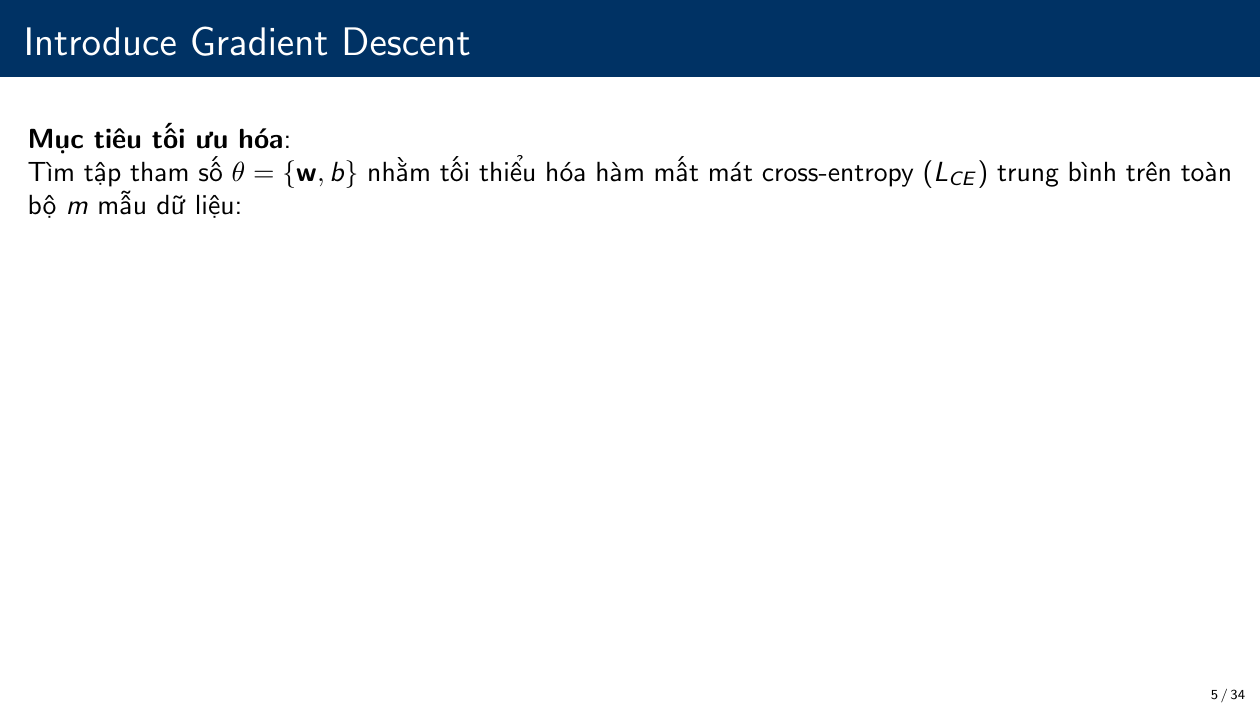 Introduce Gradient Descent
Mục tiêu tối ưu hóa:
Tìm tập tham số θ = {w, b} nhằm tối thiểu hóa hàm mất mát cross-entropy (L_CE) trung bình trên toàn
bộ m mẫu dữ liệu:
5 / 34